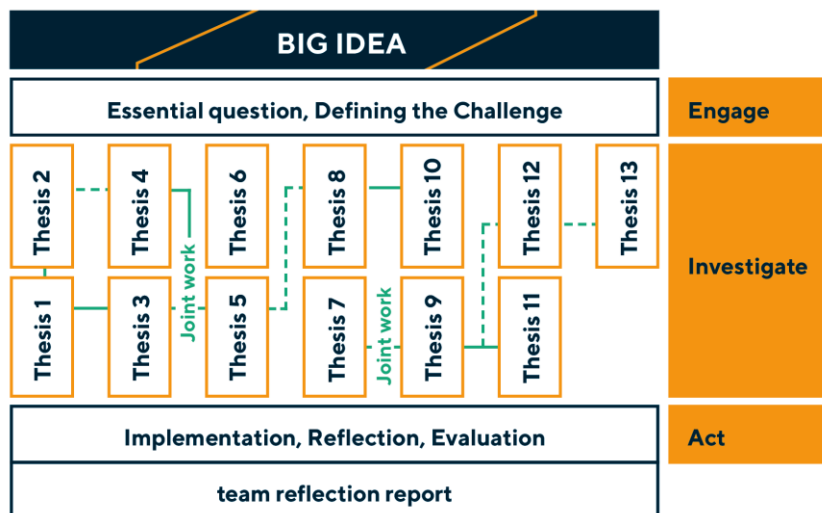 BIG IDEA
Essential question, Defining the Challenge
Engage
Thesis 2
Thesis 4
Thesis 6
Thesis 8
Thesis 10
Thesis 12
Thesis 13
Joint work
Investigate
Thesis 1
Thesis 3
Thesis 5
Thesis 7
Joint work
Thesis 9
Thesis 11
Implementation, Reflection, Evaluation
Act
team reflection report